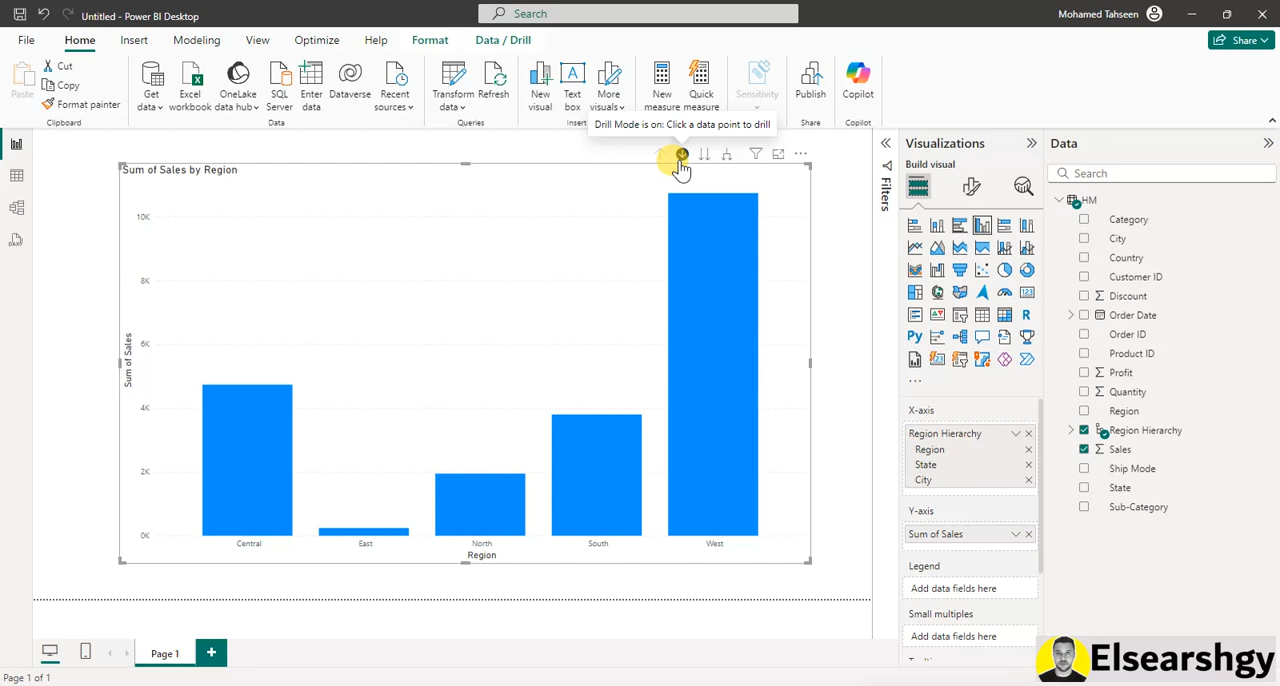 Untitled - Power BI Desktop
Search
Mohamed Tahseen
File Home Insert Modeling View Optimize Help Format Data / Drill
Share
Paste
Cut
Copy
Format painter
Clipboard
Get data
Excel workbook
OneLake data hub
SQL Server
Enter data
Dataverse
Recent sources
Data
Transform data
Refresh
Queries
New visual
Text box
More visuals
Insert
New measure
Quick measure
Sensitivity
Publish
Share
Copilot
Copilot
Drill Mode is on: Click a data point to drill
Sum of Sales by Region
10K
8K
6K
4K
2K
0K
Sum of Sales
Central East North South West
Region
Filters
Visualizations
Build visual
123
R
Py
X-axis
Region Hierarchy
Region
State
City
Y-axis
Sum of Sales
Legend
Add data fields here
Small multiples
Add data fields here
Data
Search
HM
Category
City
Country
Customer ID
Discount
Order Date
Order ID
Product ID
Profit
Quantity
Region
Region Hierarchy
Sales
Ship Mode
State
Sub-Category
Page 1
Page 1 of 1
Elsearshgy